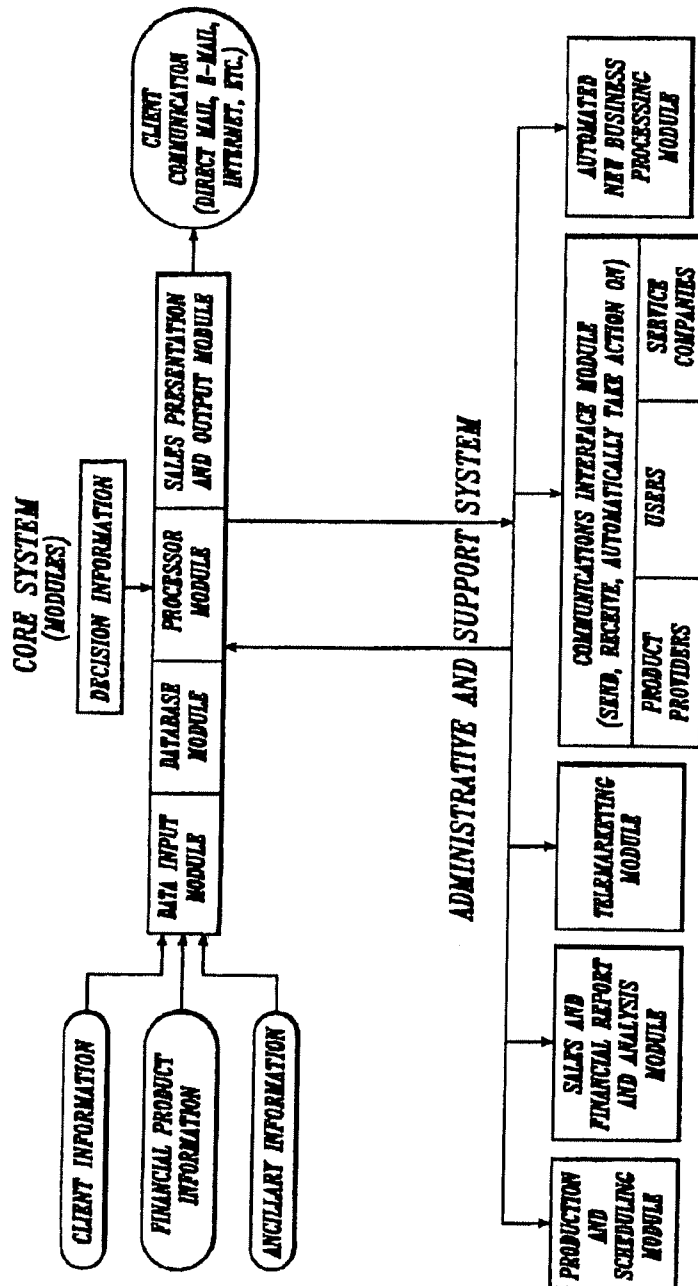 CORE SYSTEM
(MODULES)
DECISION INFORMATION
CLIENT INFORMATION
FINANCIAL PRODUCT
INFORMATION
ANCILLARY INFORMATION
DATA INPUT
MODULE
DATABASE
MODULE
PROCESSOR
MODULE
SALES PRESENTATION
AND OUTPUT MODULE
CLIENT
COMMUNICATION
(DIRECT MAIL, E-MAIL,
INTERNET, ETC.)
ADMINISTRATIVE AND SUPPORT SYSTEM
PRODUCTION
AND
SCHEDULING
MODULE
SALES AND
FINANCIAL REPORT
AND ANALYSIS
MODULE
TELEMARKETING
MODULE
COMMUNICATIONS INTERFACE MODULE
(SEND, RECEIVE, AUTOMATICALLY TAKE ACTION ON)
PRODUCT
PROVIDERS
USERS
SERVICE
COMPANIES
AUTOMATED
NEW BUSINESS
PROCESSING
MODULE